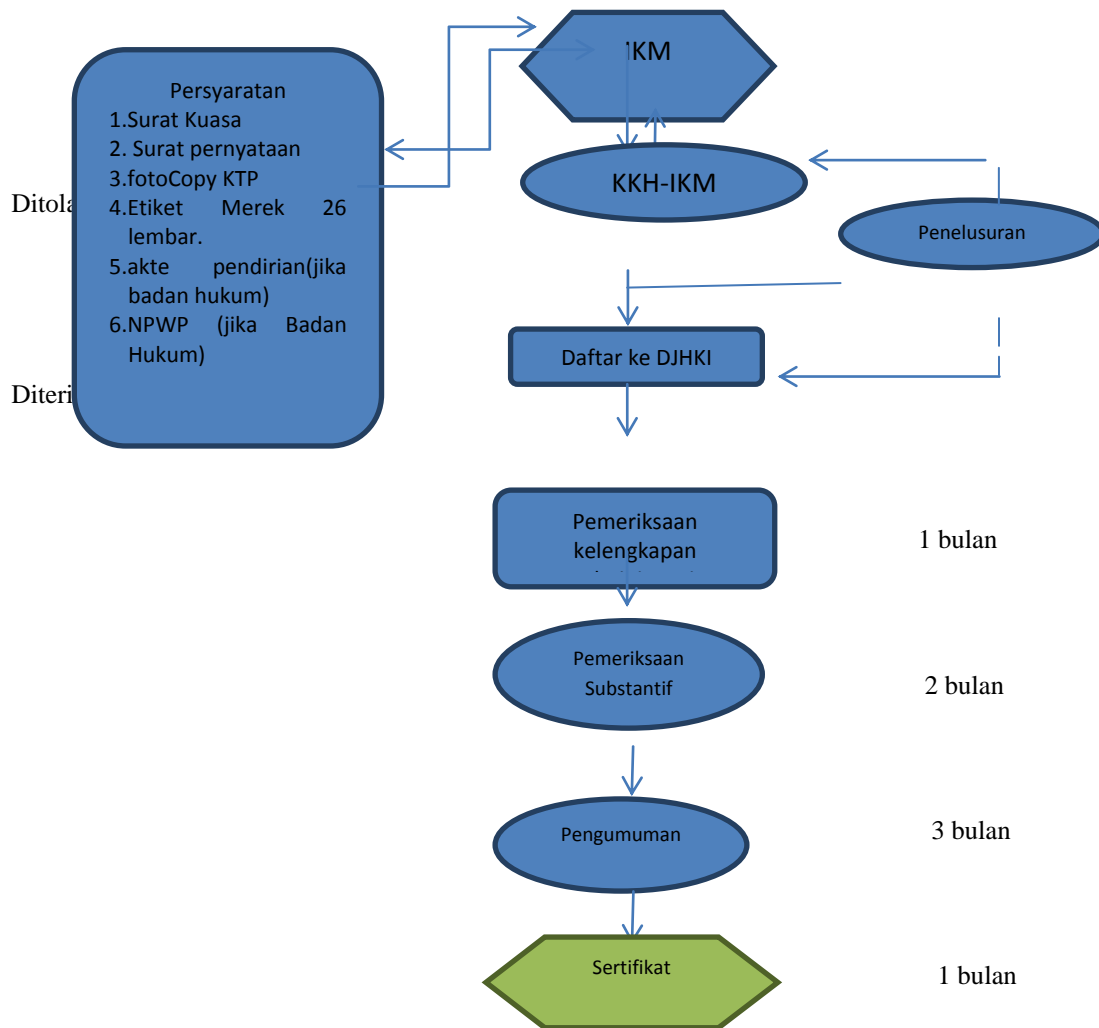 IKM
Persyaratan
1.Surat Kuasa
2. Surat pernyataan
3.fotoCopy KTP
4.Etiket Merek 26
lembar.
5.akte pendirian(jika
badan hukum)
6.NPWP (jika Badan
Hukum)
KKH-IKM
Penelusuran
Daftar ke DJHKI
Pemeriksaan
kelengkapan
1 bulan
Pemeriksaan
Substantif
2 bulan
Pengumuman
3 bulan
Sertifikat
1 bulan